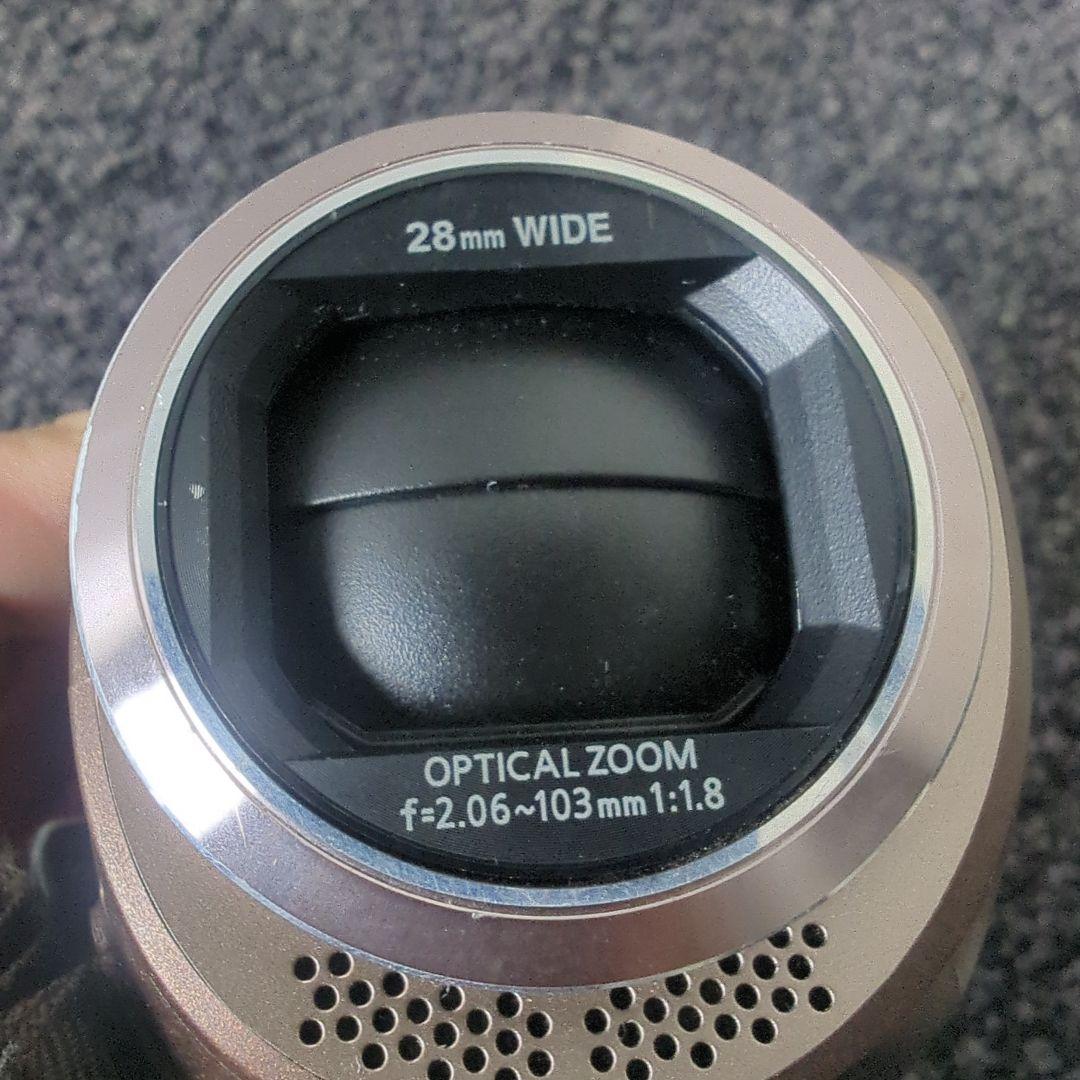 28mm WIDE
OPTICAL ZOOM
f=2.06~103mm 1:1.8